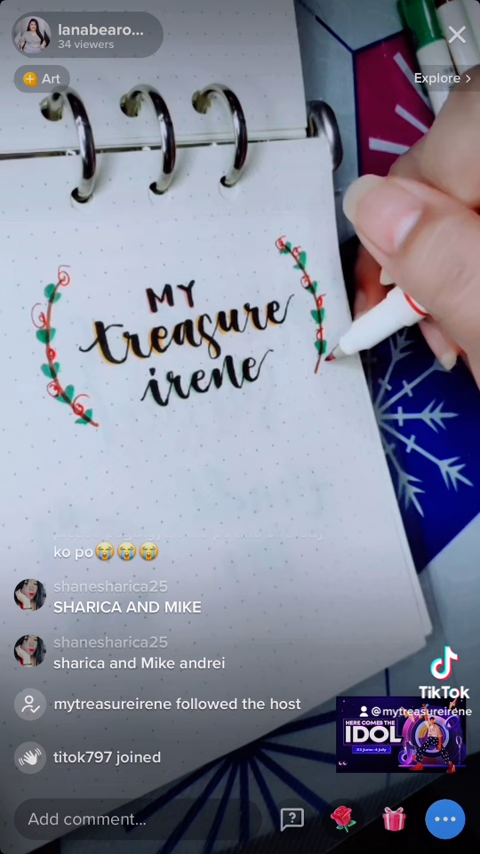 lanabearo...
34 viewers
Art
Explore >
MY
treasure
irene
ko po😭😭😭
shanesharica25
SHARICA AND MIKE
shanesharica25
sharica and Mike andrei
mytreasureirene followed the host
titok797 joined
TikTok
@mytreasureirene
HERE COMES THE
IDOL
Add comment...